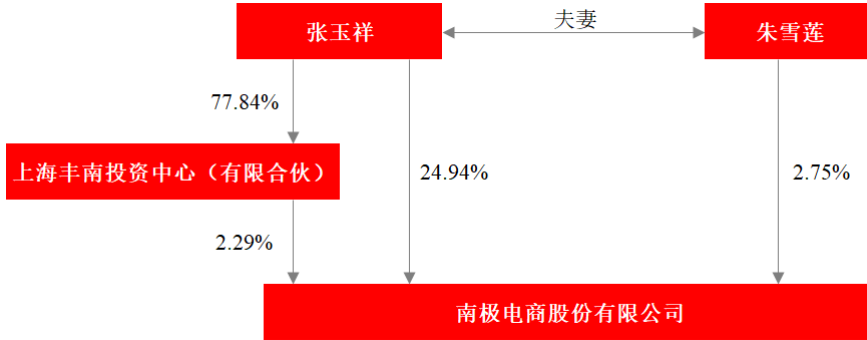 夫妻
张玉祥
朱雪莲
77.84%
上海丰南投资中心（有限合伙）
24.94%
2.75%
2.29%
南极电商股份有限公司